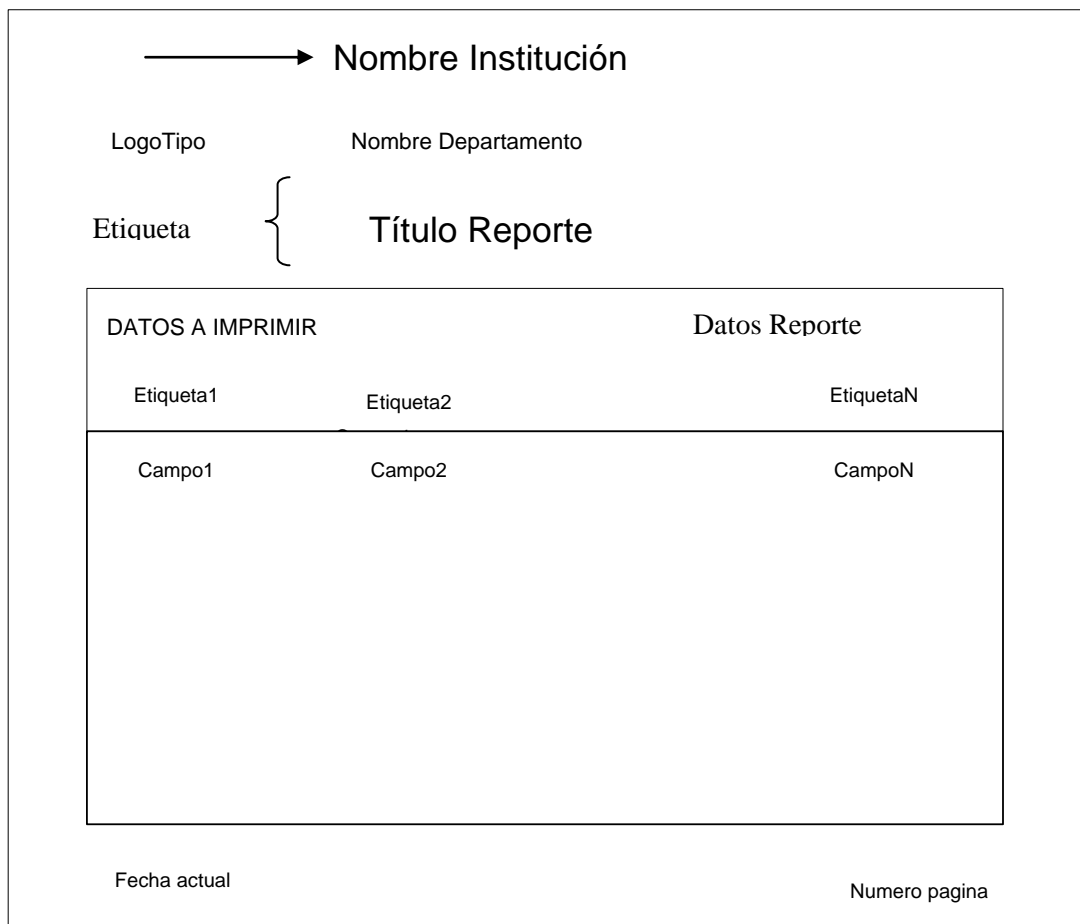 Nombre Institución
LogoTipo Nombre Departamento
Etiqueta Título Reporte
DATOS A IMPRIMIR Datos Reporte
Etiqueta1 Etiqueta2 EtiquetaN
Campo1 Campo2 CampoN
Fecha actual Numero pagina